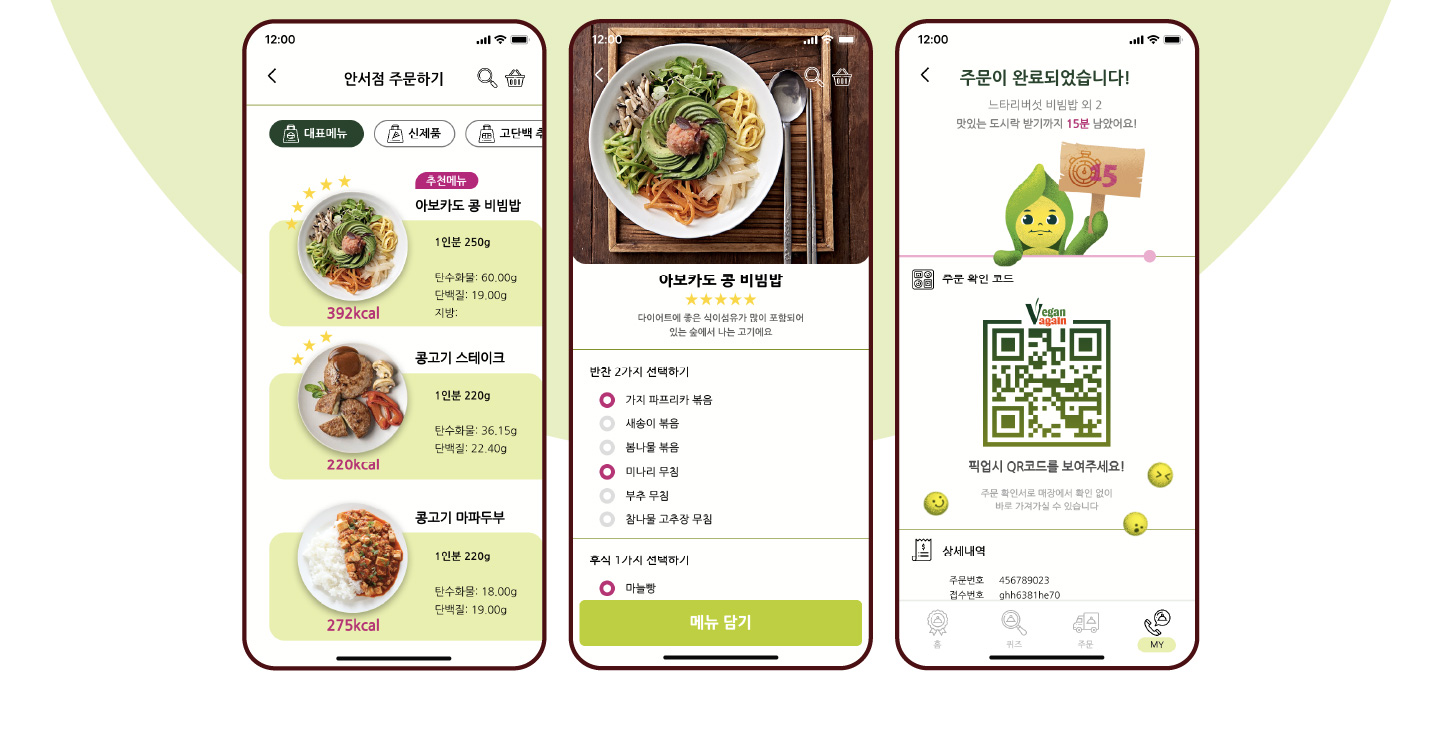 12:00
안서점 주문하기
대표메뉴
신제품
고단백 추
추천메뉴
아보카도 콩 비빔밥
1인분 250g
탄수화물: 60.00g
단백질: 19.00g
지방:
392kcal
콩고기 스테이크
1인분 220g
탄수화물: 36.15g
단백질: 22.40g
220kcal
콩고기 마파두부
1인분 220g
탄수화물: 18.00g
단백질: 19.00g
275kcal
12:00
아보카도 콩 비빔밥
다이어트에 좋은 식이섬유가 많이 포함되어
있는 숲에서 나는 고기에요
반찬 2가지 선택하기
가지 파프리카 볶음
새송이 볶음
봄나물 볶음
미나리 무침
부추 무침
참나물 고추장 무침
후식 1가지 선택하기
마늘빵
메뉴 담기
12:00
주문이 완료되었습니다!
느타리버섯 비빔밥 외 2
맛있는 도시락 받기까지 15분 남았어요!
15
주문 확인 코드
Vegan
again
픽업시 QR코드를 보여주세요!
주문 확인서로 매장에서 확인 없이
바로 가져가실 수 있습니다
상세내역
주문번호 456789023
접수번호 ghh6381he70
홈
퀴즈
주문
MY